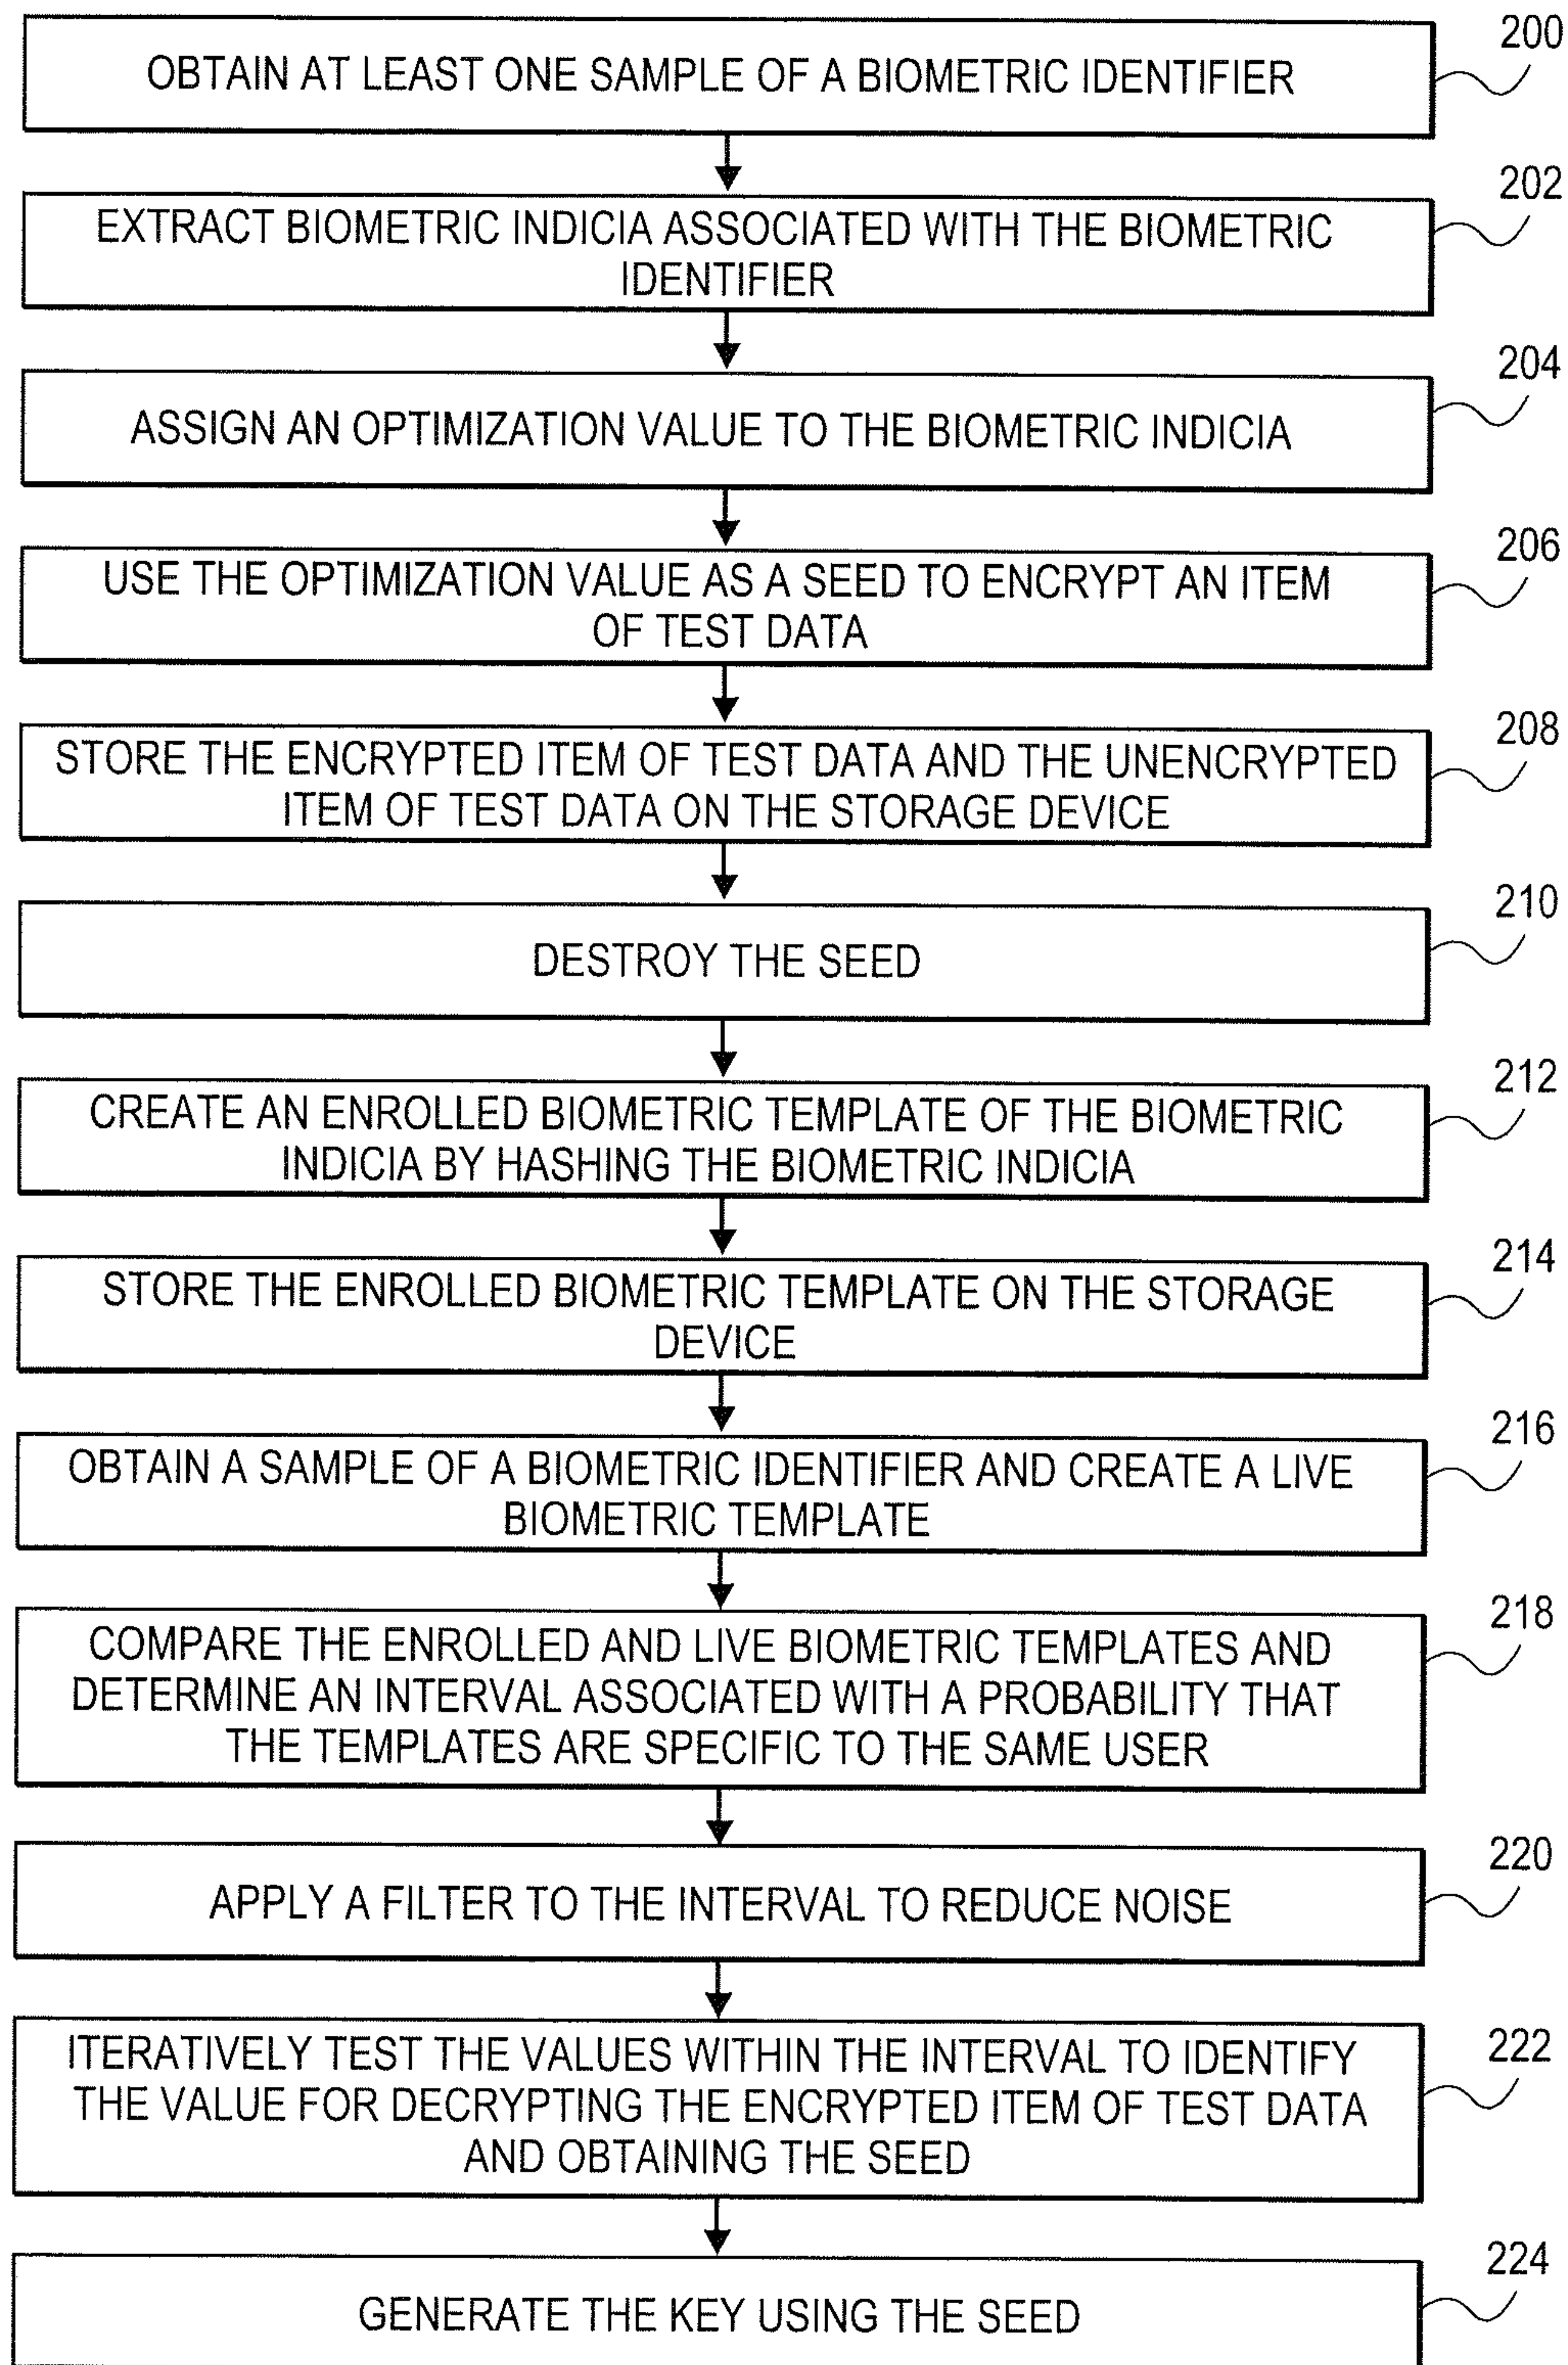 200
OBTAIN AT LEAST ONE SAMPLE OF A BIOMETRIC IDENTIFIER
202
EXTRACT BIOMETRIC INDICIA ASSOCIATED WITH THE BIOMETRIC
IDENTIFIER
204
ASSIGN AN OPTIMIZATION VALUE TO THE BIOMETRIC INDICIA
206
USE THE OPTIMIZATION VALUE AS A SEED TO ENCRYPT AN ITEM
OF TEST DATA
208
STORE THE ENCRYPTED ITEM OF TEST DATA AND THE UNENCRYPTED
ITEM OF TEST DATA ON THE STORAGE DEVICE
210
DESTROY THE SEED
212
CREATE AN ENROLLED BIOMETRIC TEMPLATE OF THE BIOMETRIC
INDICIA BY HASHING THE BIOMETRIC INDICIA
214
STORE THE ENROLLED BIOMETRIC TEMPLATE ON THE STORAGE
DEVICE
216
OBTAIN A SAMPLE OF A BIOMETRIC IDENTIFIER AND CREATE A LIVE
BIOMETRIC TEMPLATE
218
COMPARE THE ENROLLED AND LIVE BIOMETRIC TEMPLATES AND
DETERMINE AN INTERVAL ASSOCIATED WITH A PROBABILITY THAT
THE TEMPLATES ARE SPECIFIC TO THE SAME USER
220
APPLY A FILTER TO THE INTERVAL TO REDUCE NOISE
222
ITERATIVELY TEST THE VALUES WITHIN THE INTERVAL TO IDENTIFY
THE VALUE FOR DECRYPTING THE ENCRYPTED ITEM OF TEST DATA
AND OBTAINING THE SEED
224
GENERATE THE KEY USING THE SEED